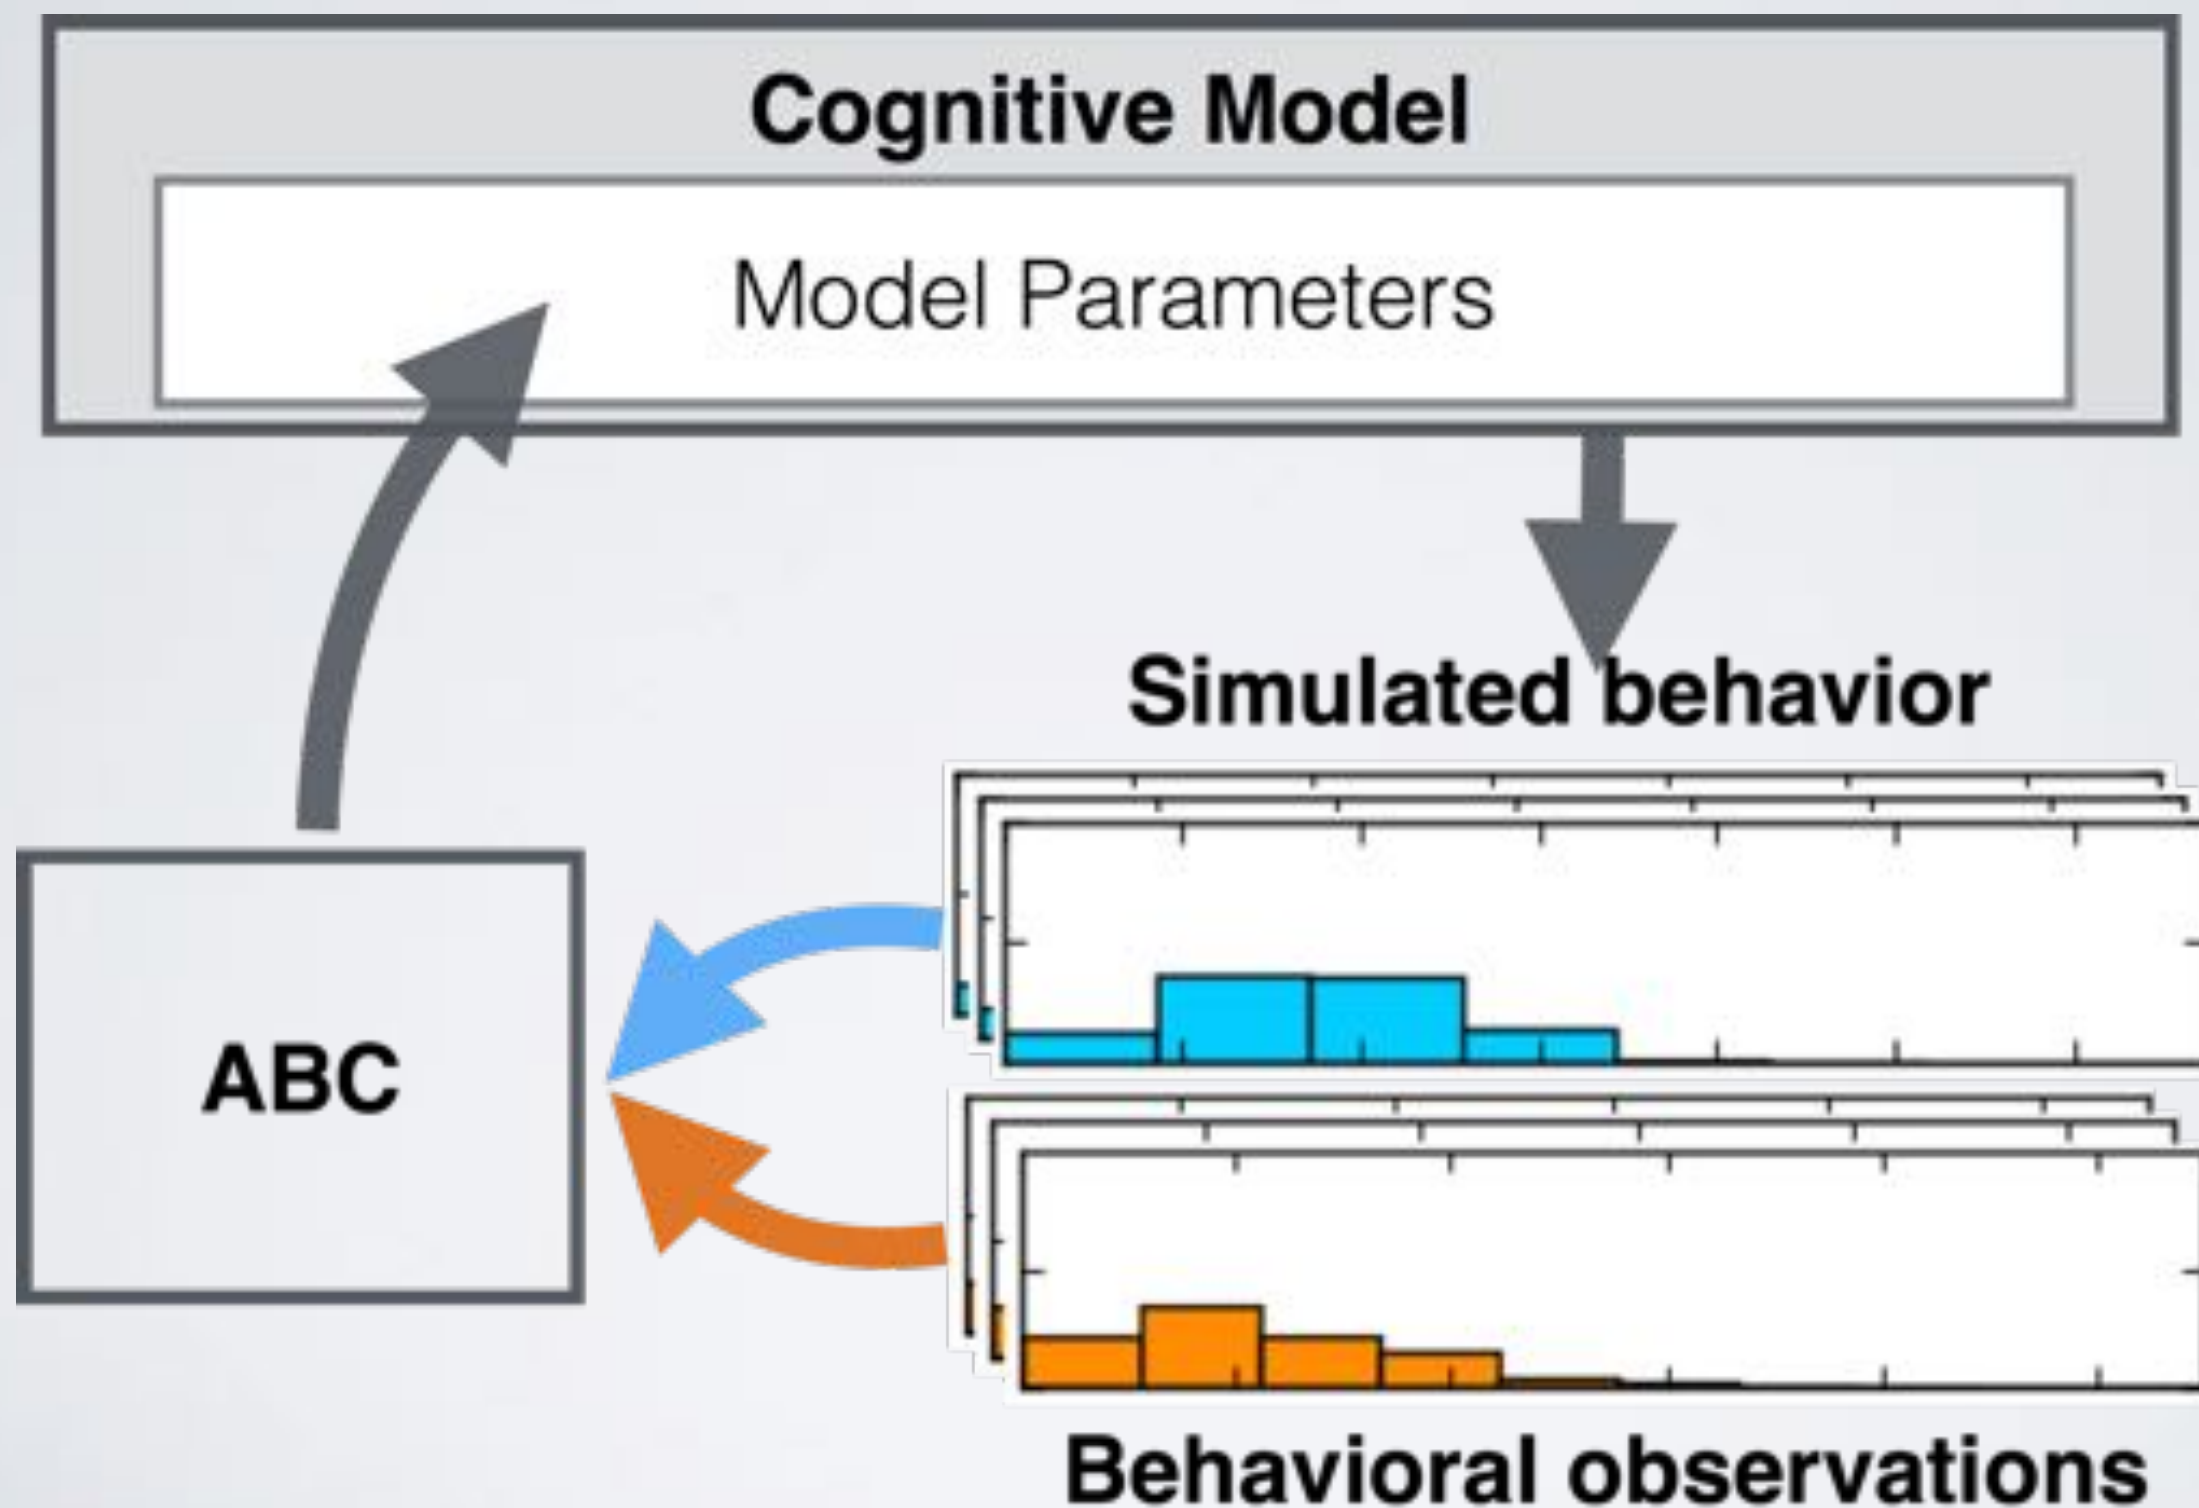 Cognitive Model
Model Parameters
Simulated behavior
ABC
Behavioral observations